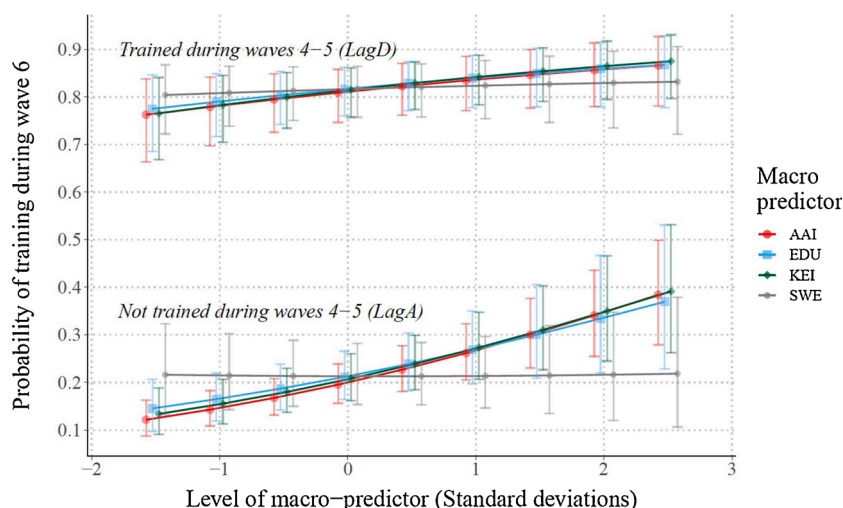 Probability of training during wave 6
0.9
0.8
0.7
0.6
0.5
0.4
0.3
0.2
0.1
Trained during waves 4−5 (LagD)
Not trained during waves 4−5 (LagA)
−2
−1
0
1
2
3
Level of macro−predictor (Standard deviations)
Macro
predictor
AAI
EDU
KEI
SWE